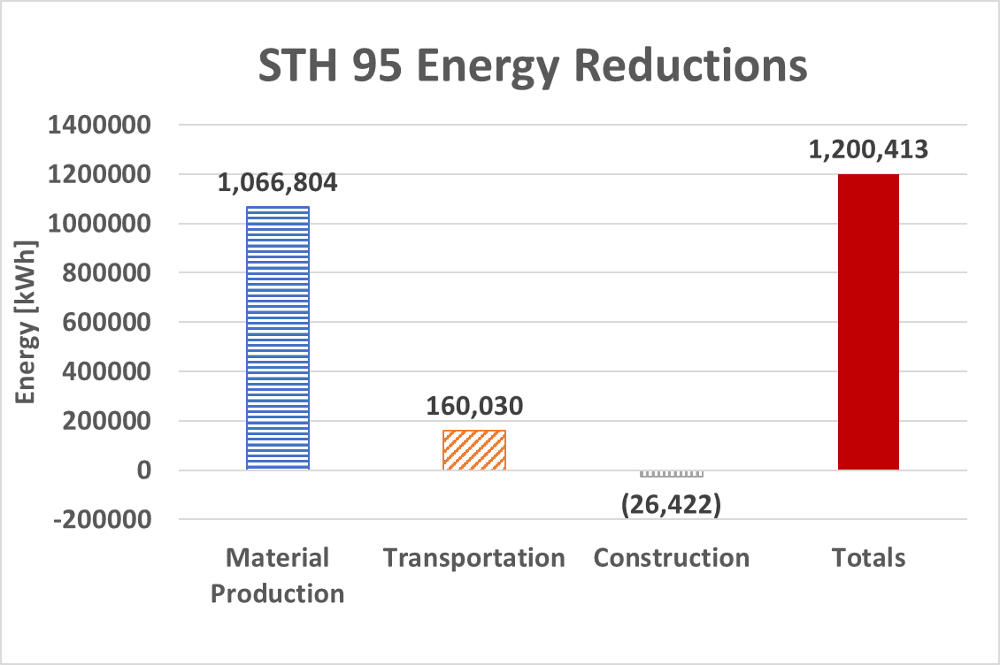 STH 95 Energy Reductions
Energy [kWh]
1400000
1200000
1000000
800000
600000
400000
200000
0
-200000
1,066,804
160,030
(26,422)
1,200,413
Material
Production
Transportation
Construction
Totals